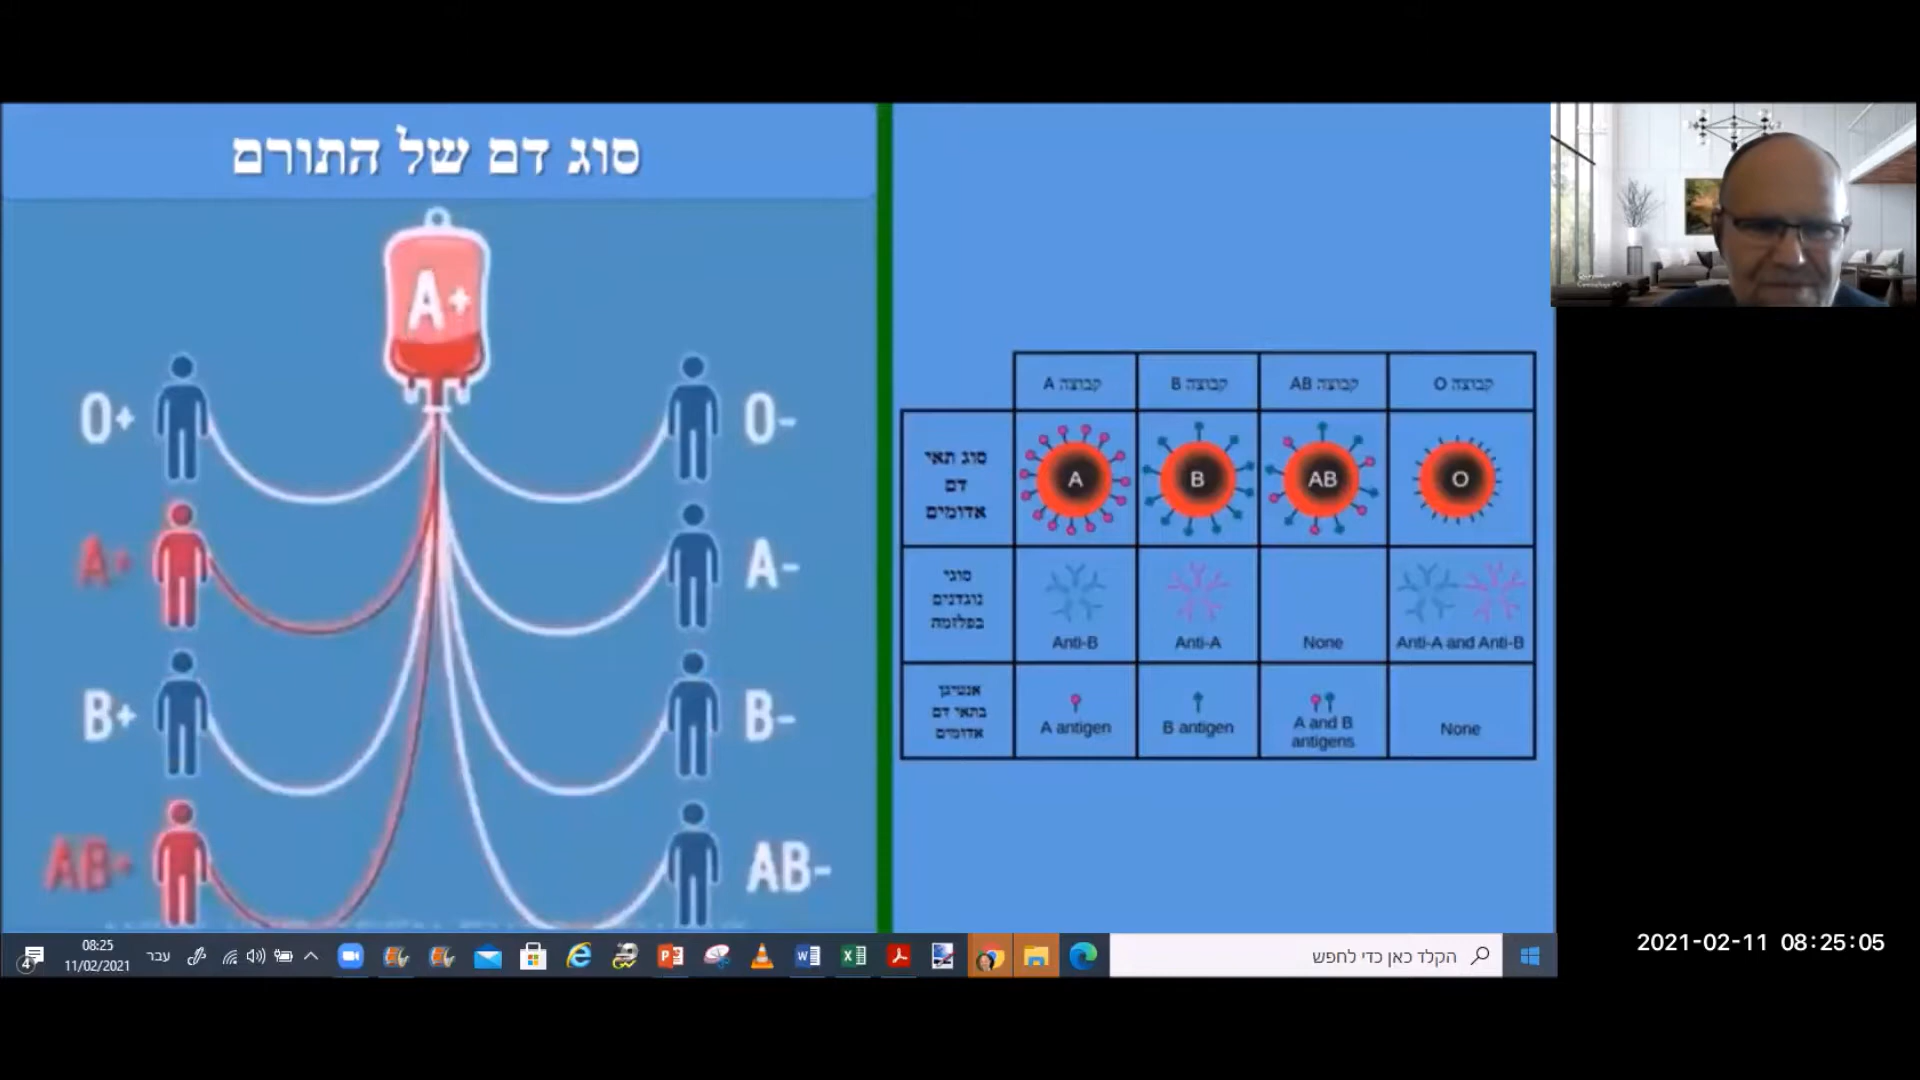 סוג דם של התורם
A+
O+
O-
A+
A-
B+
B-
AB+
AB-
קבוצה A
קבוצה B
קבוצה AB
קבוצה O
סוג תאי
דם
אדומים
A
B
AB
O
סוגי
נוגדנים
בפלזמה
Anti-B
Anti-A
None
Anti-A and Anti-B
אנטיגן
בתאי דם
אדומים
A antigen
B antigen
A and B
antigens
None
4
08:25
11/02/2021
עבר
הקלד כאן כדי לחפש
2021-02-11 08:25:05